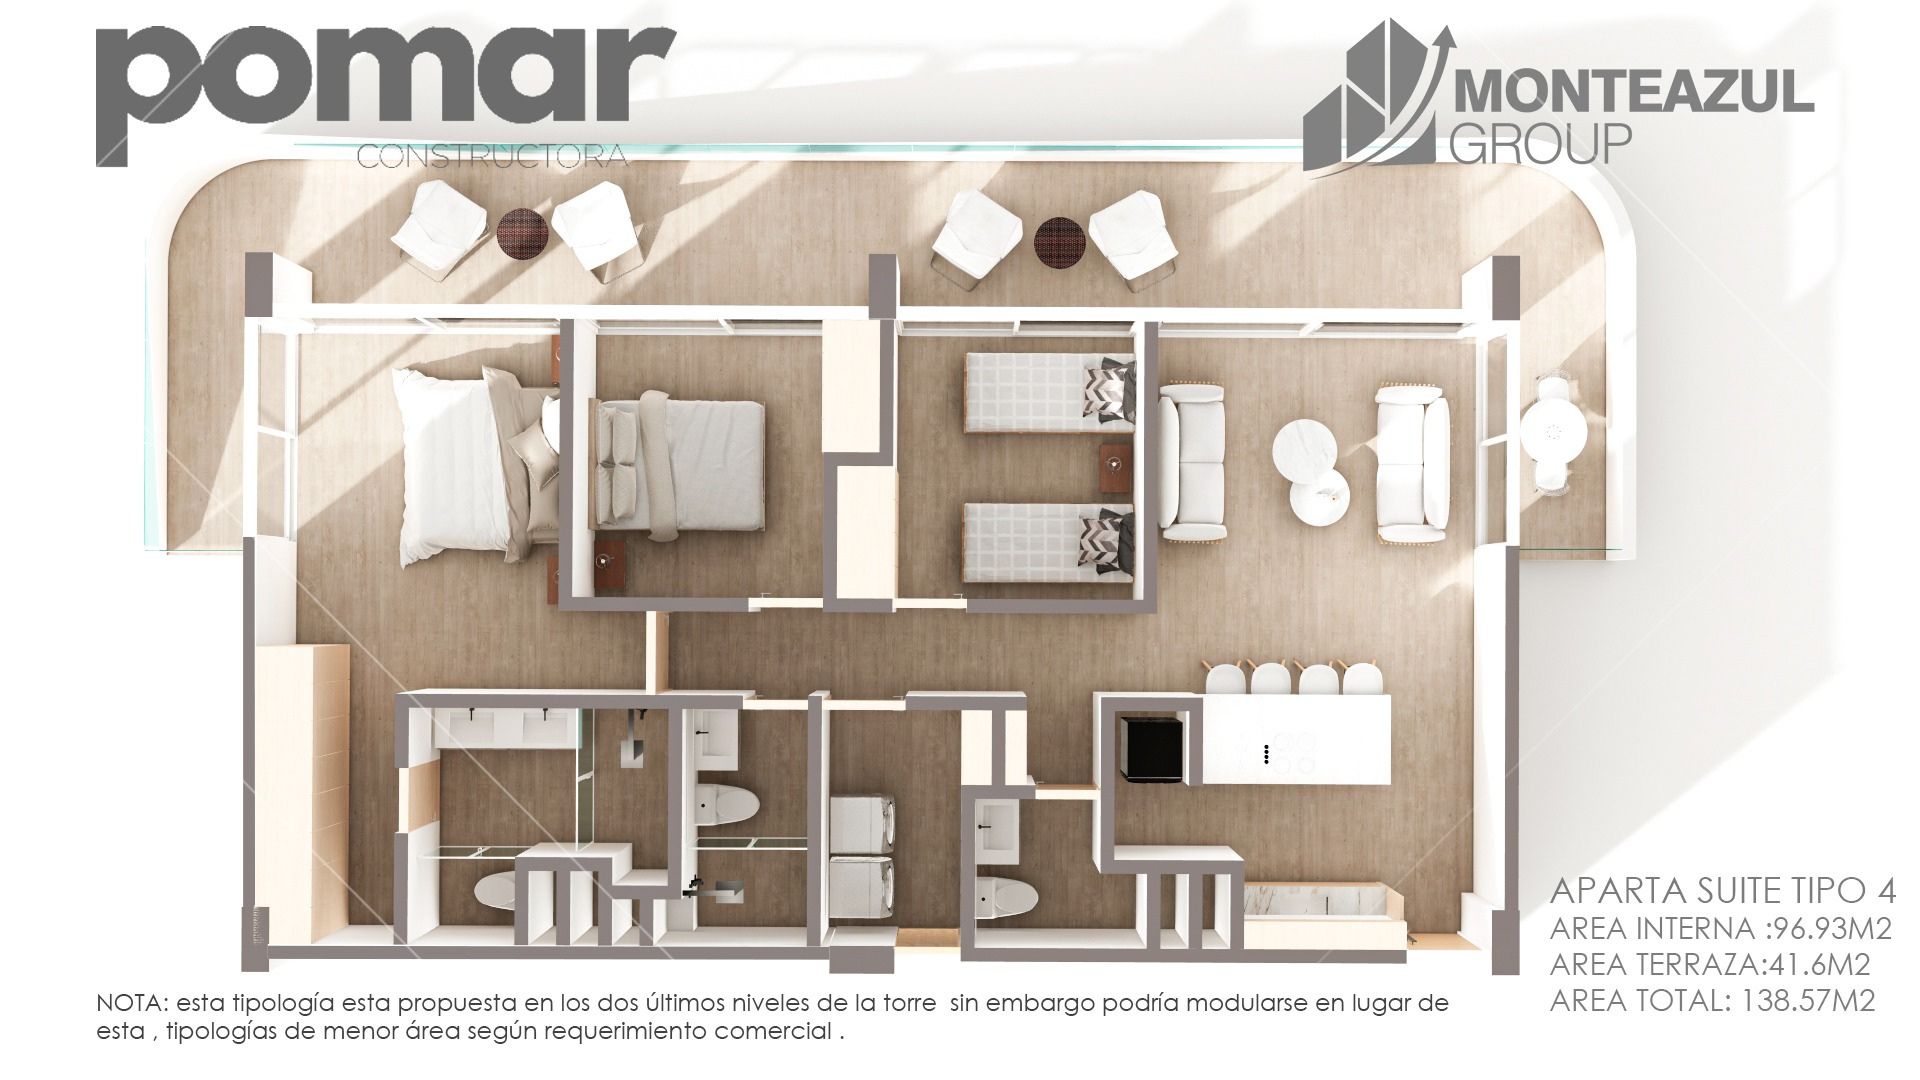 pomar
CONSTRUCTORA
MONTEAZUL
GROUP
APARTA SUITE TIPO 4
AREA INTERNA :96.93M2
AREA TERRAZA:41.6M2
AREA TOTAL: 138.57M2
NOTA: esta tipología esta propuesta en los dos últimos niveles de la torre  sin embargo podría modularse en lugar de
esta , tipologías de menor área según requerimiento comercial .